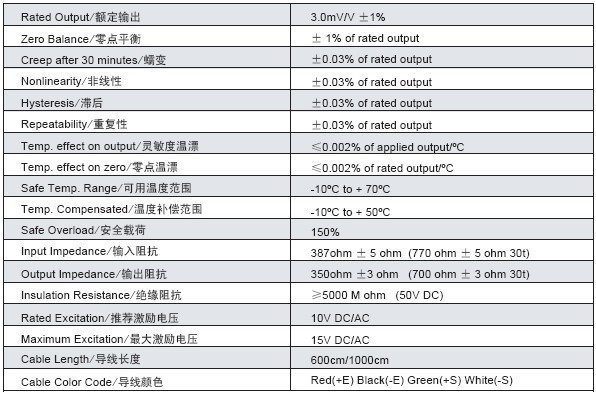 Rated Output/额定输出 3.0mV/V ±1%
Zero Balance/零点平衡 ± 1% of rated output
Creep after 30 minutes/蠕变 ±0.03% of rated output
Nonlinearity/非线性 ±0.03% of rated output
Hysteresis/滞后 ±0.03% of rated output
Repeatability/重复性 ±0.03% of rated output
Temp. effect on output/灵敏度温漂 ≤0.002% of applied output/ºC
Temp. effect on zero/零点温漂 ≤0.002% of rated output/ºC
Safe Temp. Range/可用温度范围 -10ºC to + 70ºC
Temp. Compensated/温度补偿范围 -10ºC to + 50ºC
Safe Overload/安全载荷 150%
Input Impedance/输入阻抗 387ohm ± 5 ohm (770 ohm ± 5 ohm 30t)
Output Impedance/输出阻抗 350ohm ±3 ohm (700 ohm ± 3 ohm 30t)
Insulation Resistance/绝缘阻抗 ≥5000 M ohm (50V DC)
Rated Excitation/推荐激励电压 10V DC/AC
Maximum Excitation/最大激励电压 15V DC/AC
Cable Length/导线长度 600cm/1000cm
Cable Color Code/导线颜色 Red(+E) Black(-E) Green(+S) White(-S)